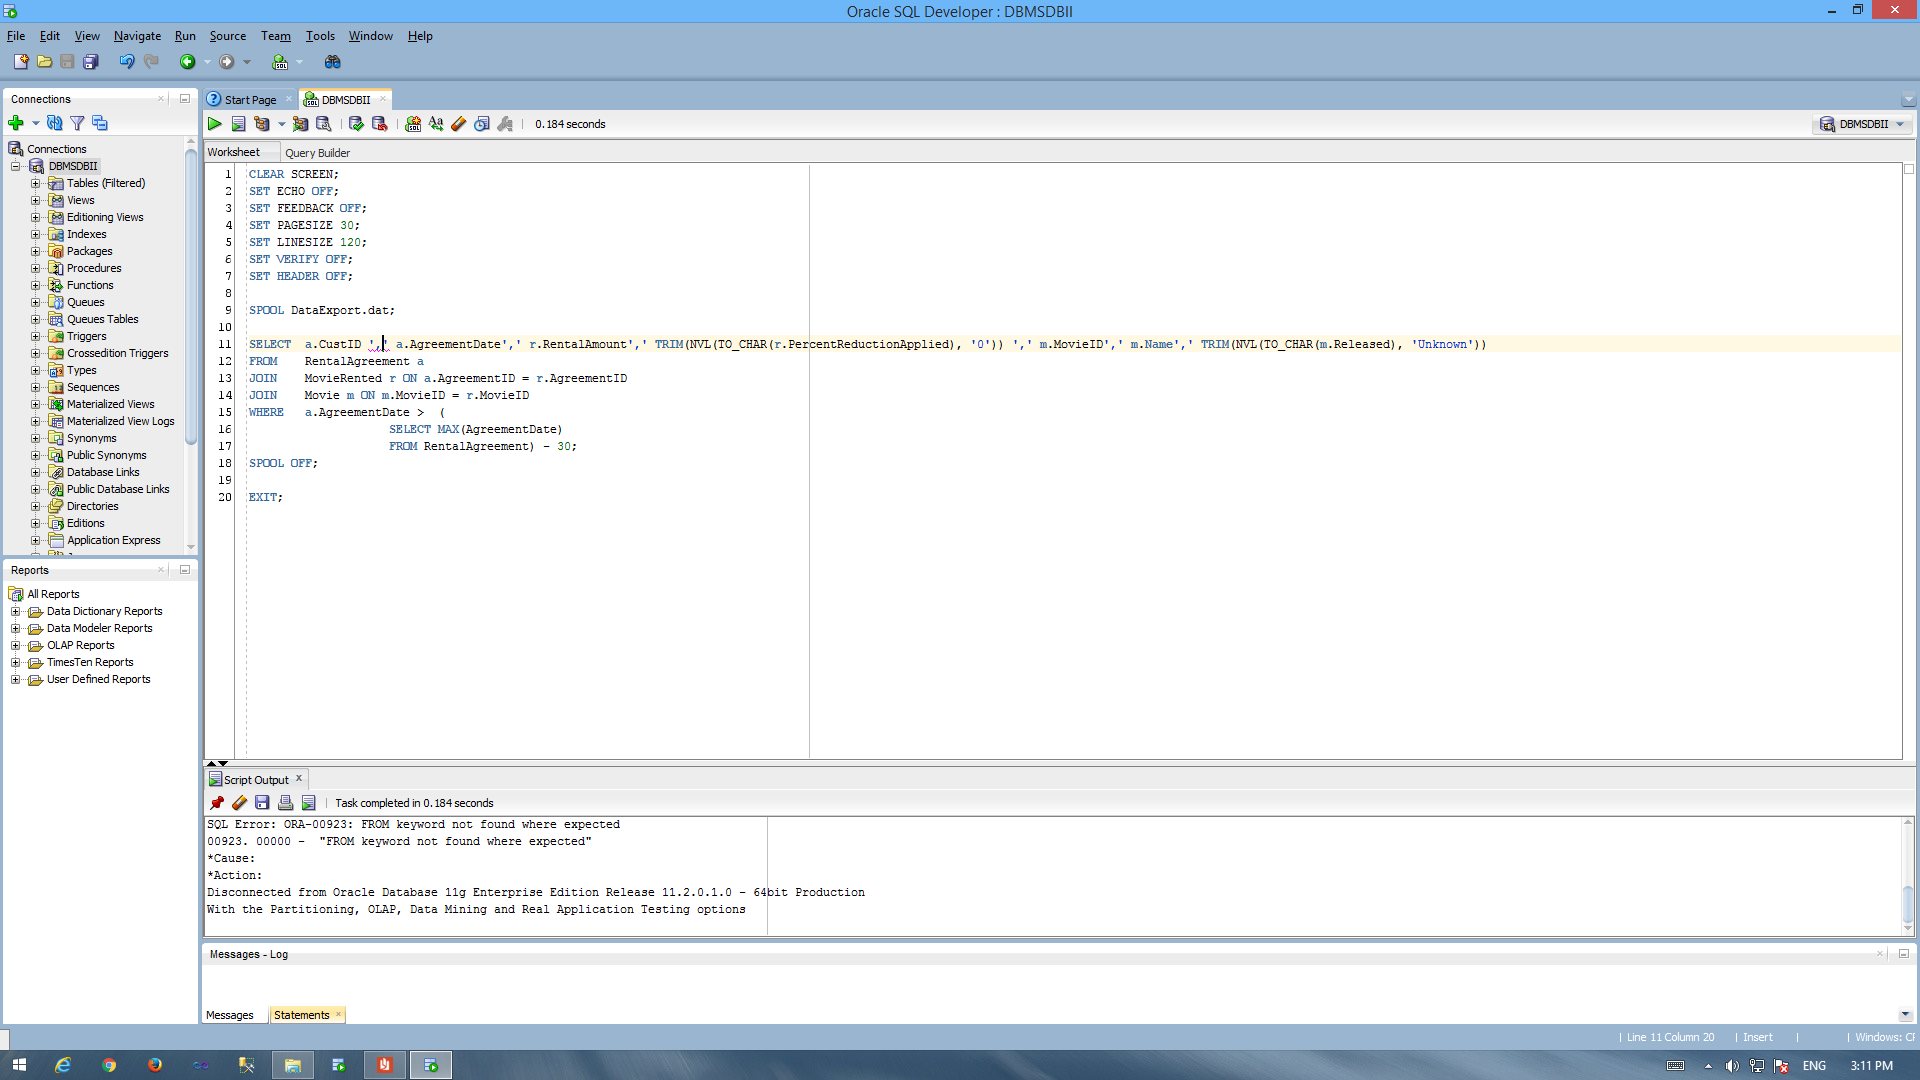 Oracle SQL Developer : DBMSDBII
File Edit View Navigate Run Source Team Tools Window Help
Connections
Connections
DBMSDBII
Tables (Filtered)
Views
Editioning Views
Indexes
Packages
Procedures
Functions
Queues
Queues Tables
Triggers
Crossedition Triggers
Types
Sequences
Materialized Views
Materialized View Logs
Synonyms
Public Synonyms
Database Links
Public Database Links
Directories
Editions
Application Express
Reports
All Reports
Data Dictionary Reports
Data Modeler Reports
OLAP Reports
TimesTen Reports
User Defined Reports
Start Page DBMSDBII
0.184 seconds DBMSDBII
Worksheet Query Builder
1 CLEAR SCREEN;
2 SET ECHO OFF;
3 SET FEEDBACK OFF;
4 SET PAGESIZE 30;
5 SET LINESIZE 120;
6 SET VERIFY OFF;
7 SET HEADER OFF;
8
9 SPOOL DataExport.dat;
10
11 SELECT a.CustID ',' a.AgreementDate',' r.RentalAmount',' TRIM(NVL(TO_CHAR(r.PercentReductionApplied), '0')) ',' m.MovieID',' m.Name',' TRIM(NVL(TO_CHAR(m.Released), 'Unknown'))
12 FROM RentalAgreement a
13 JOIN MovieRented r ON a.AgreementID = r.AgreementID
14 JOIN Movie m ON m.MovieID = r.MovieID
15 WHERE a.AgreementDate > (
16 SELECT MAX(AgreementDate)
17 FROM RentalAgreement) - 30;
18 SPOOL OFF;
19
20 EXIT;
Script Output
Task completed in 0.184 seconds
SQL Error: ORA-00923: FROM keyword not found where expected
00923. 00000 - "FROM keyword not found where expected"
*Cause:
*Action:
Disconnected from Oracle Database 11g Enterprise Edition Release 11.2.0.1.0 - 64bit Production
With the Partitioning, OLAP, Data Mining and Real Application Testing options
Messages - Log
Messages Statements
Line 11 Column 20 Insert Windows: CF
ENG 3:11 PM